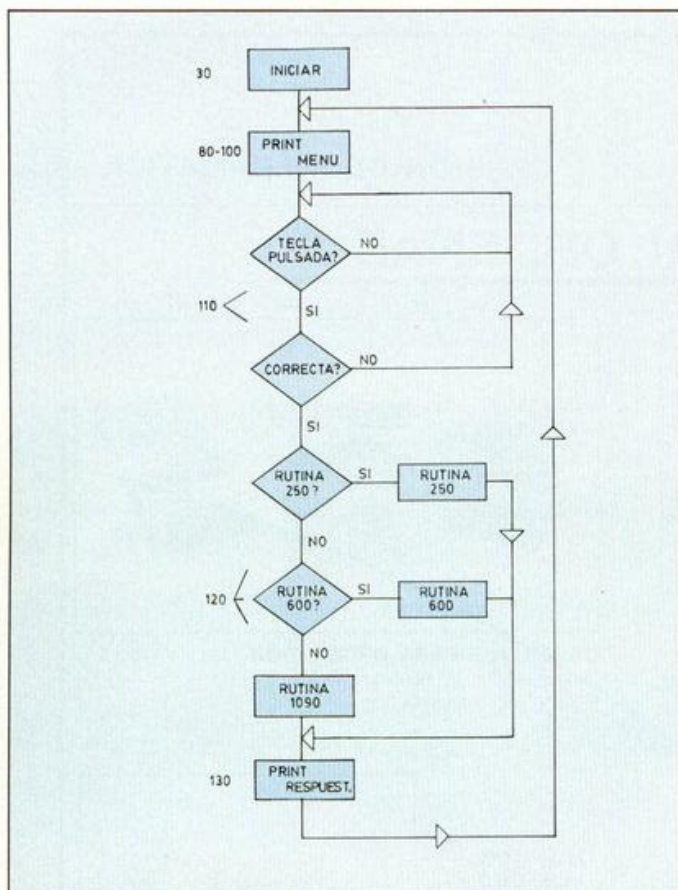 30
INICIAR
80-100
PRINT
MENU
TECLA
PULSADA?
NO
110
SI
CORRECTA?
NO
SI
RUTINA
250?
SI
RUTINA
250
NO
120
RUTINA
600?
SI
RUTINA
600
NO
RUTINA
1090
130
PRINT
RESPUEST.